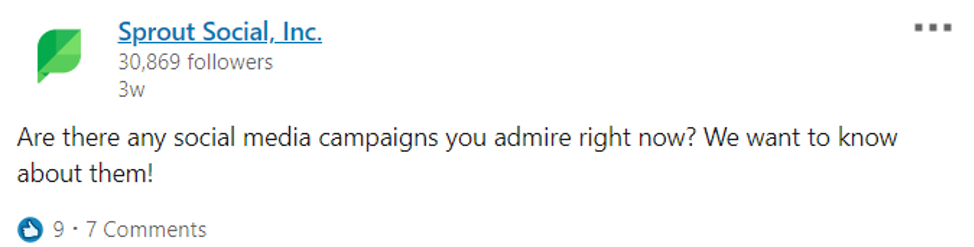 Sprout Social, Inc.
30,869 followers
3w
Are there any social media campaigns you admire right now? We want to know
about them!
9 · 7 Comments